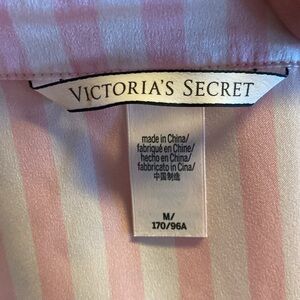 VICTORIA'S SECRET
made in China/
fabriqué en Chine/
hecho en China/
fabbricato in Cina/
中国制造
M/
170/96A